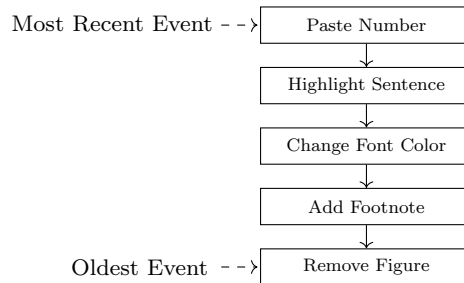 Most Recent Event Paste Number
Highlight Sentence
Change Font Color
Add Footnote
Oldest Event Remove Figure